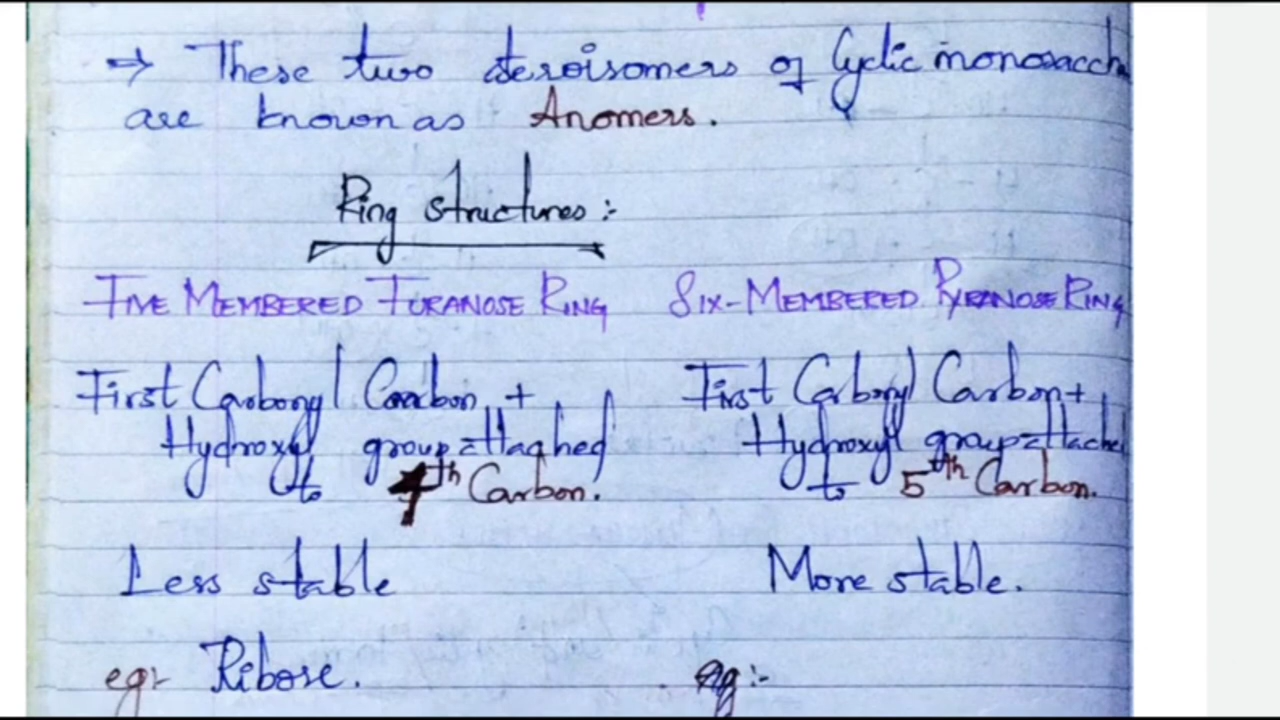 → These two steroisomers of Cyclic monosacch
are known as Anomers.
Ring structures :-
FIVE MEMBERED FURANOSE RING
First Carbonyl Carbon +
Hydroxyl group attaghed
to 4th Carbon.
Less stable
eg:- Ribose.
SIX-MEMBERED PYRANOSE RING
First Carbonyl Carbon +
Hydroxyl group attache
to 5th Carbon.
More stable.
eg:-